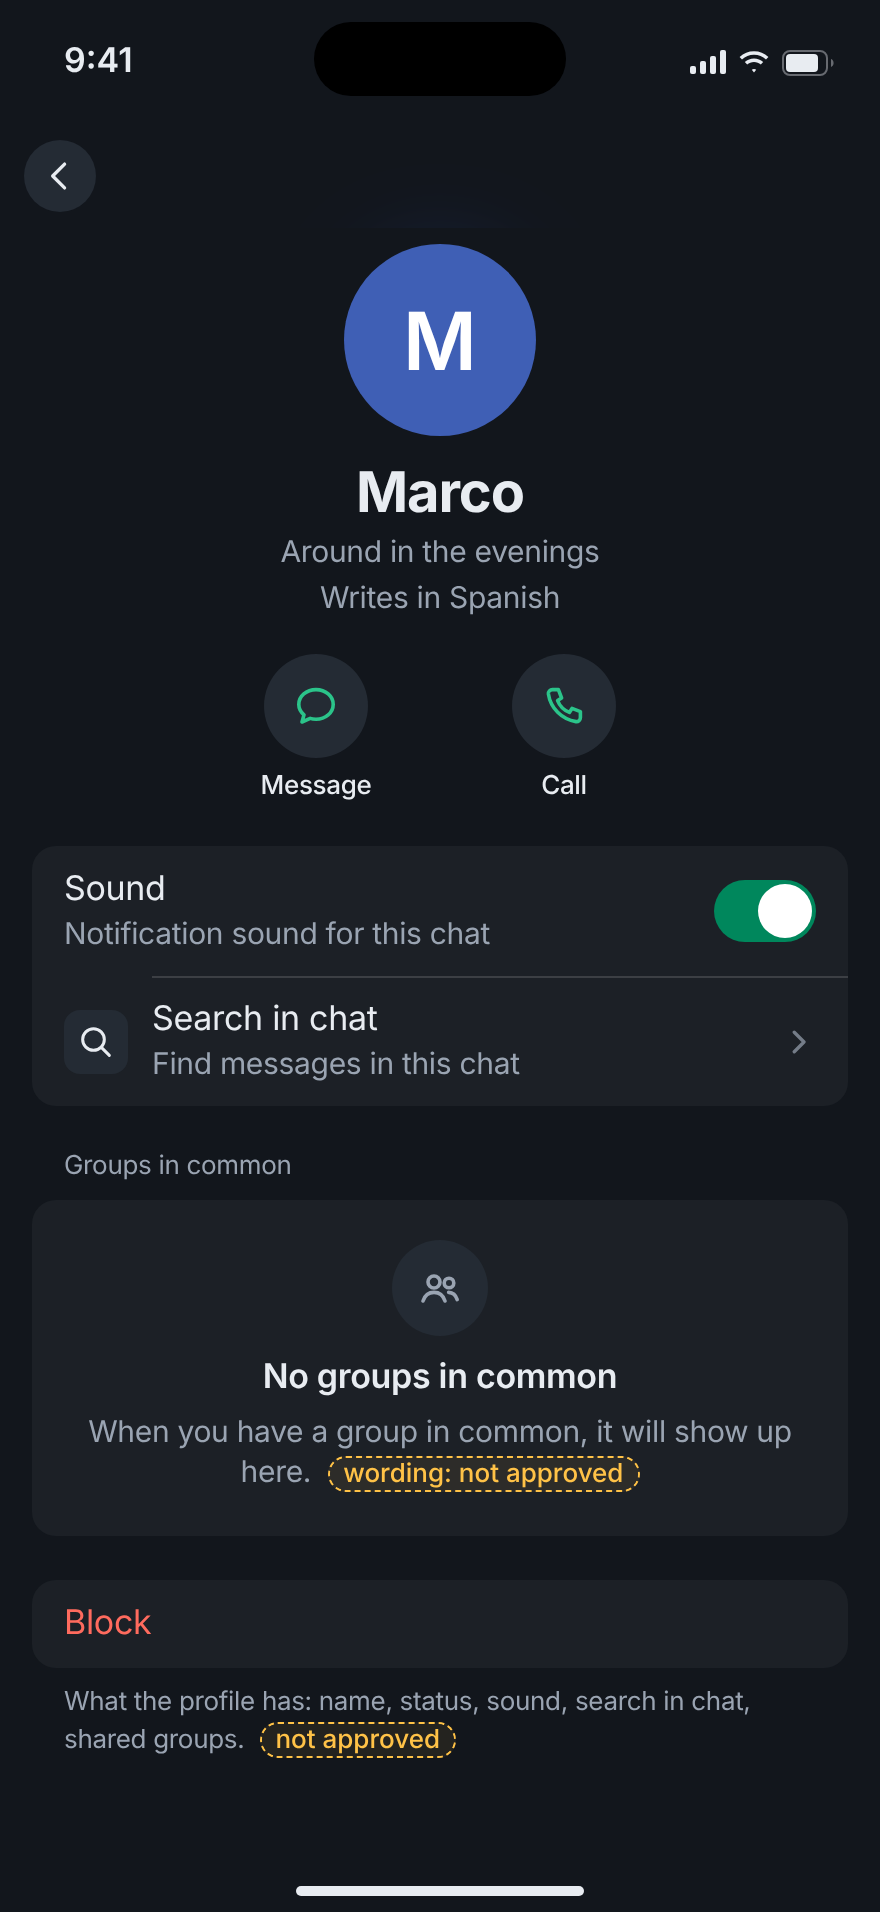 9:41
M
Marco
Around in the evenings
Writes in Spanish
Message
Call
Sound
Notification sound for this chat
Search in chat
Find messages in this chat
Groups in common
No groups in common
When you have a group in common, it will show up
here. wording: not approved
Block
What the profile has: name, status, sound, search in chat,
shared groups. not approved